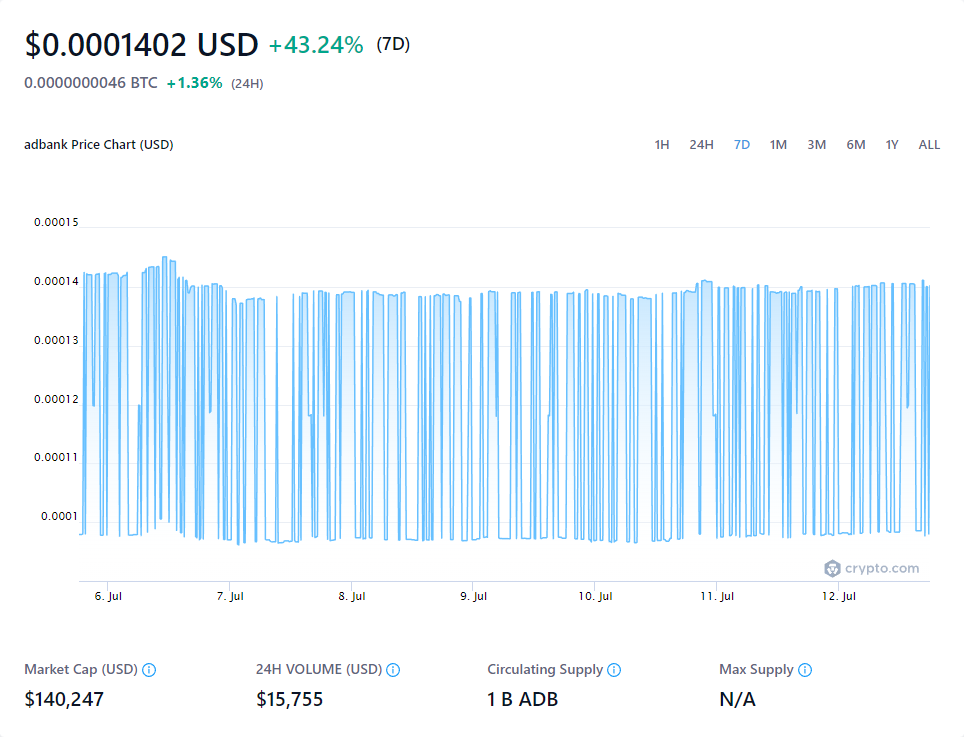 $0.0001402 USD +43.24% (7D)
0.0000000046 BTC +1.36% (24H)
adbank Price Chart (USD) 1H 24H 7D 1M 3M 6M 1Y ALL
0.00015
0.00014
0.00013
0.00012
0.00011
0.0001
crypto.com
6. Jul 7. Jul 8. Jul 9. Jul 10. Jul 11. Jul 12. Jul
Market Cap (USD) 24H VOLUME (USD) Circulating Supply Max Supply
$140,247 $15,755 1 B ADB N/A